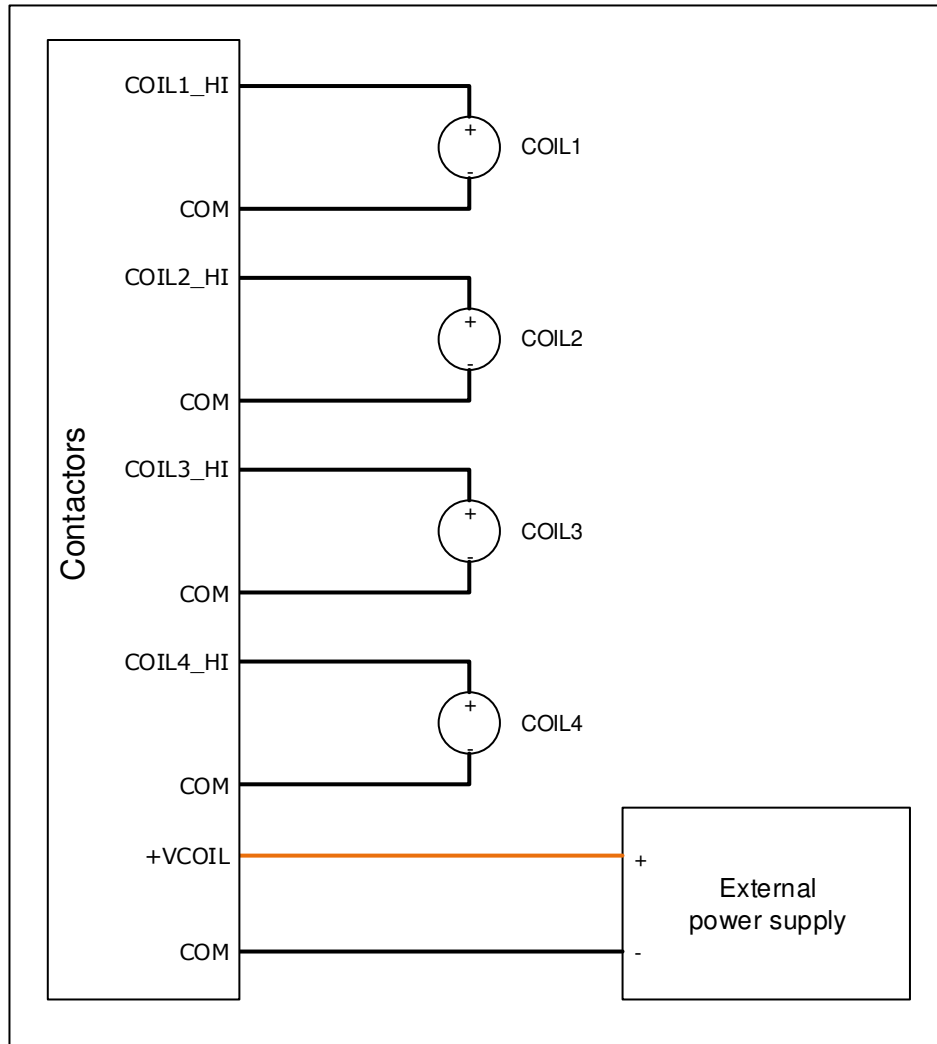 Contactors
COIL1_HI
+
-
COIL1
COM
COIL2_HI
+
-
COIL2
COM
COIL3_HI
+
-
COIL3
COM
COIL4_HI
+
-
COIL4
COM
+VCOIL
+
External
power supply
COM
-